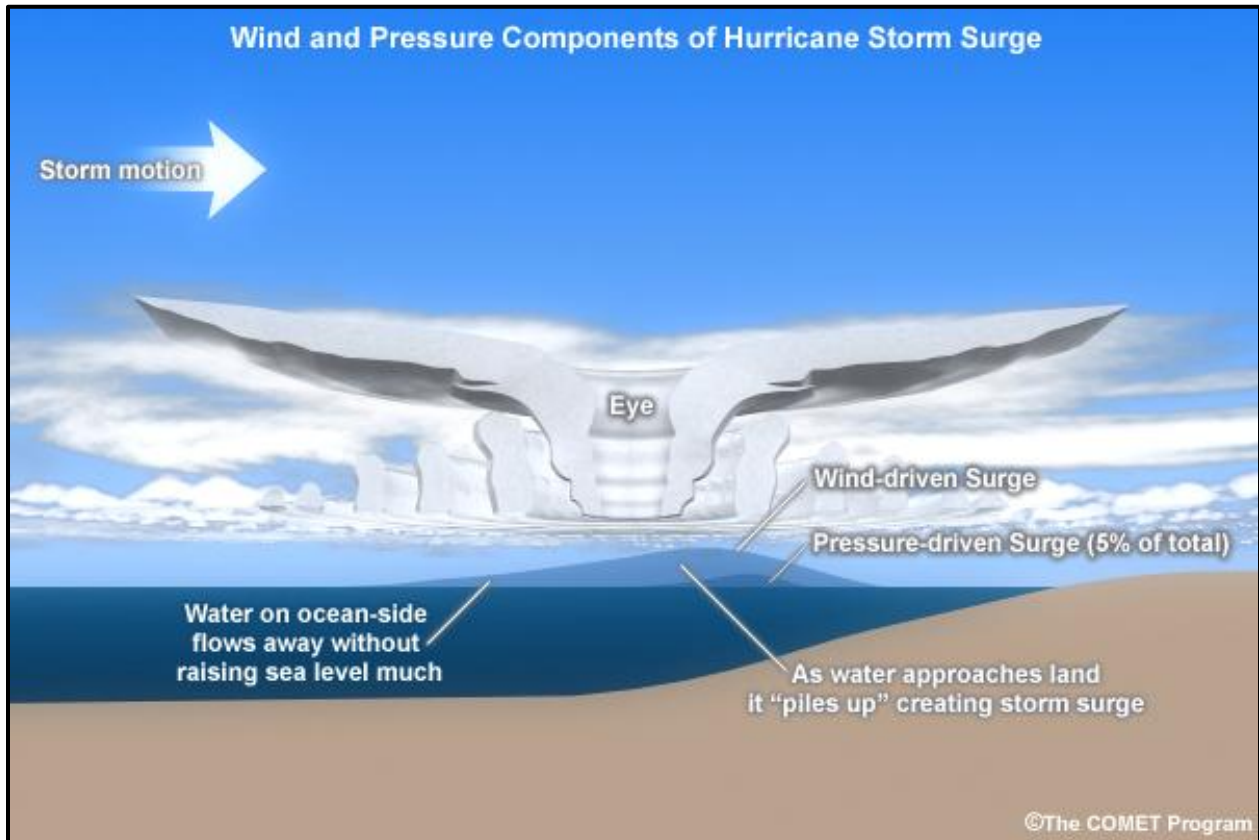 Wind and Pressure Components of Hurricane Storm Surge
Storm motion
Eye
Wind-driven Surge
Pressure-driven Surge (5% of total)
Water on ocean-side
flows away without
raising sea level much
As water approaches land
it “piles up” creating storm surge
©The COMET Program